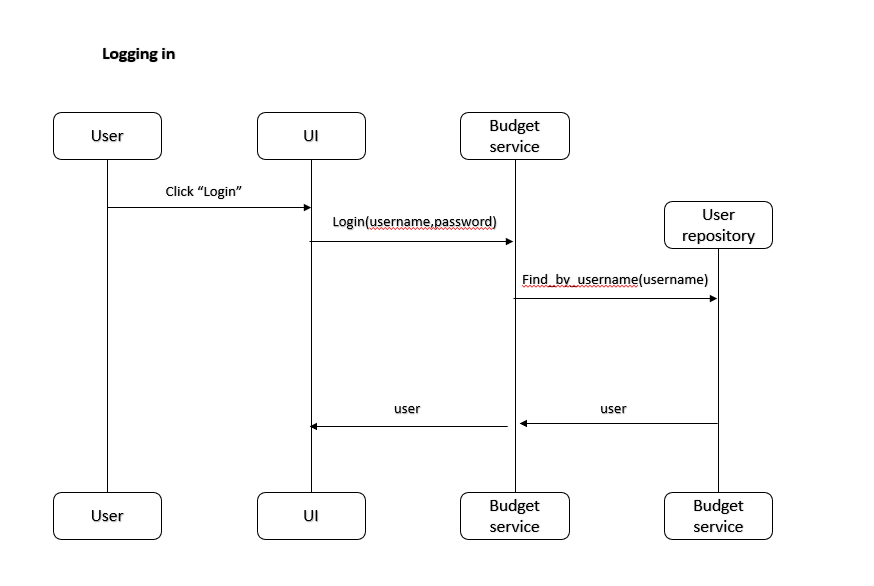 Logging in
User
UI
Budget
service
Click “Login”
Login(username,password)
User
repository
Find_by_username(username)
user
user
User
UI
Budget
service
Budget
service